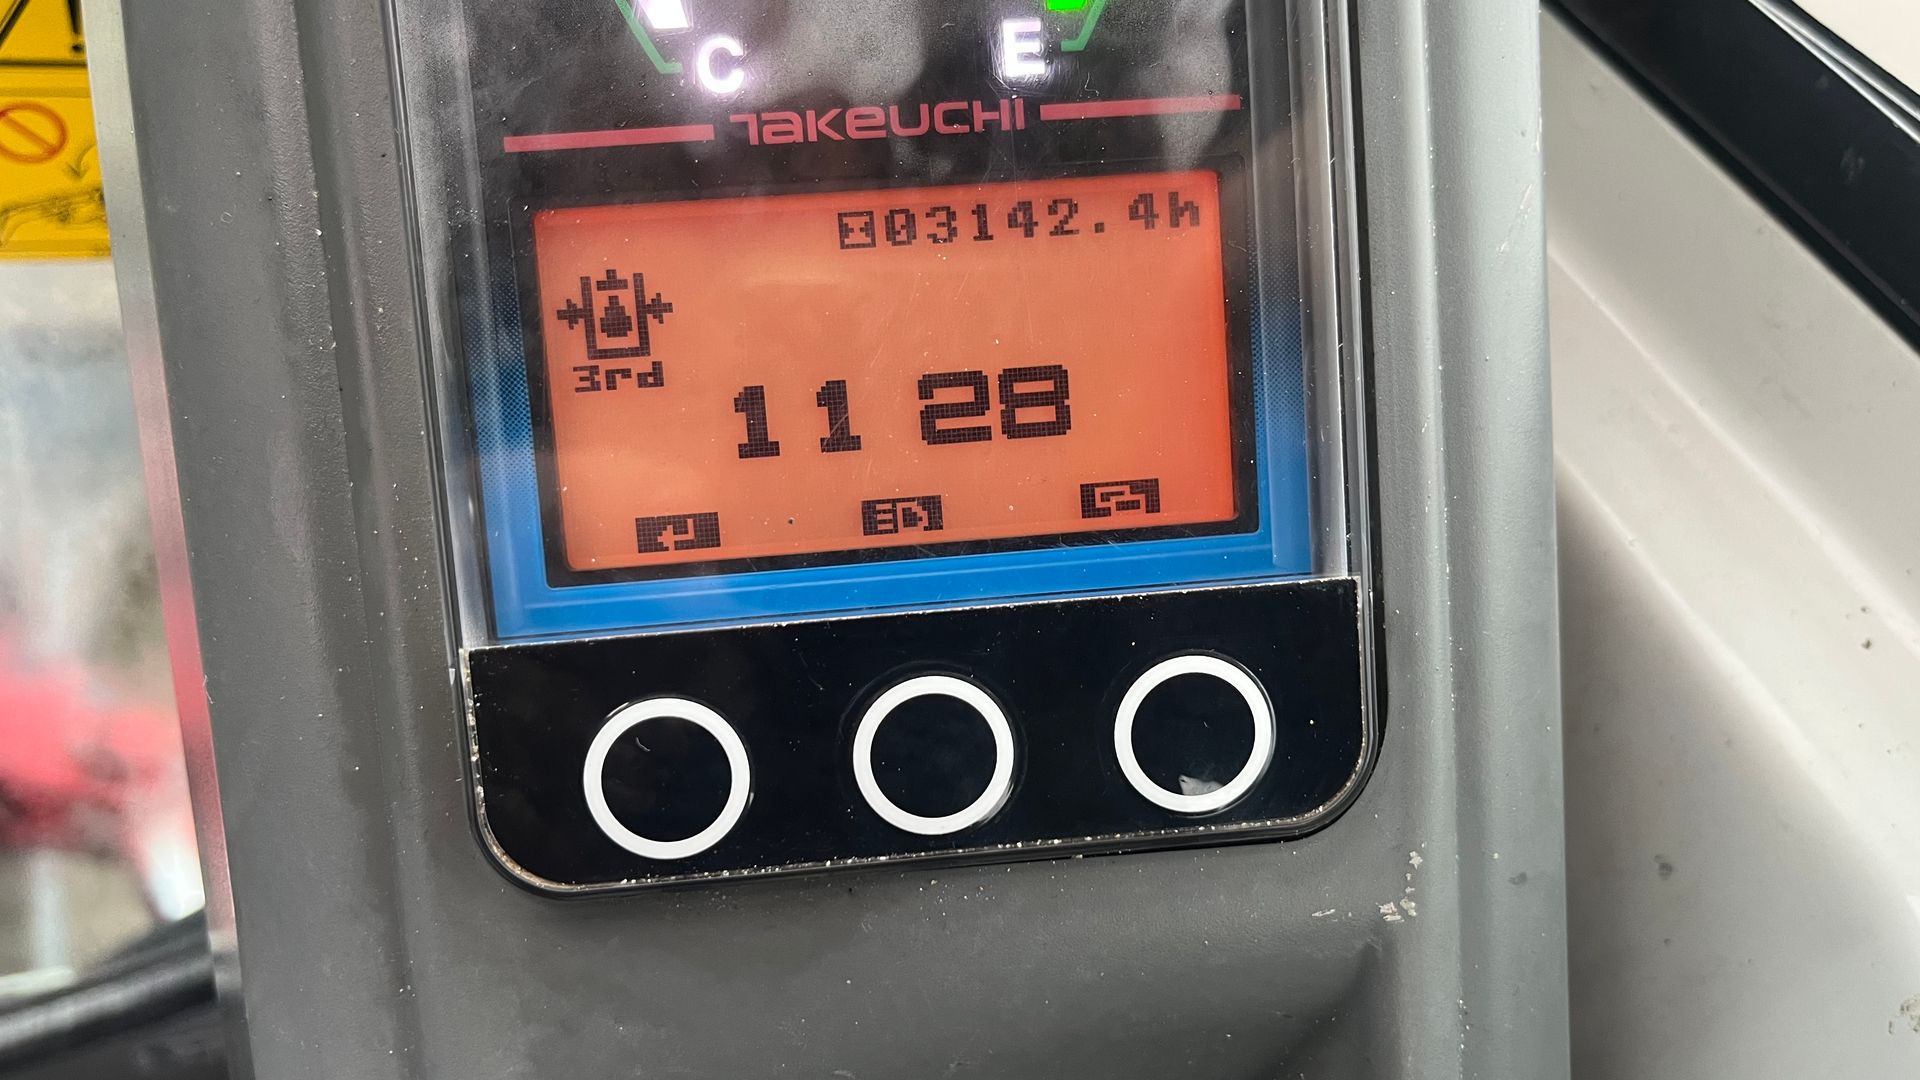 C E
TAKEUCHI
03142.4h
3rd
11 28